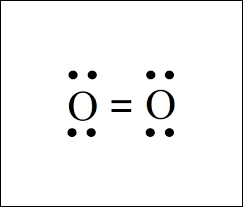 O = O